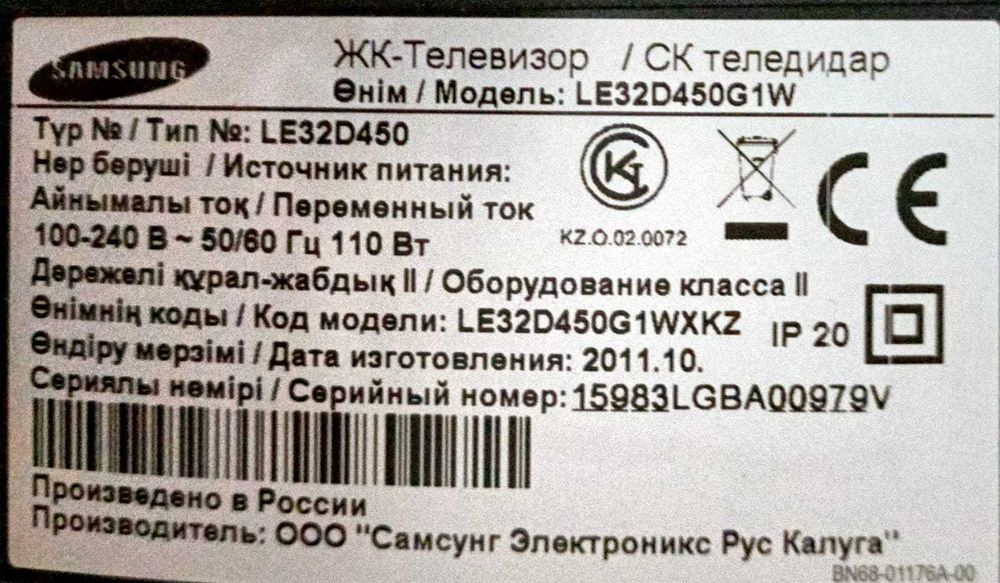 SAMSUNG
ЖК-Телевизор / СК теледидар
Өнім / Модель: LE32D450G1W
Түр № / Тип №: LE32D450
Нәр беруші / Источник питания:
Айнымалы тоқ / Переменный ток
100-240 В ~ 50/60 Гц 110 Вт
KZ.O.02.0072
Дәрежелі құрал-жабдық II / Оборудование класса II
Өнімнің коды / Код модели: LE32D450G1WXKZ
IP 20
Өндіру мерзімі / Дата изготовления: 2011.10.
Сериялы нөмірі / Серийный номер: 15983LGBA00979V
Произведено в России
Производитель: ООО "Самсунг Электроникс Рус Калуга"
BN68-01176A-00